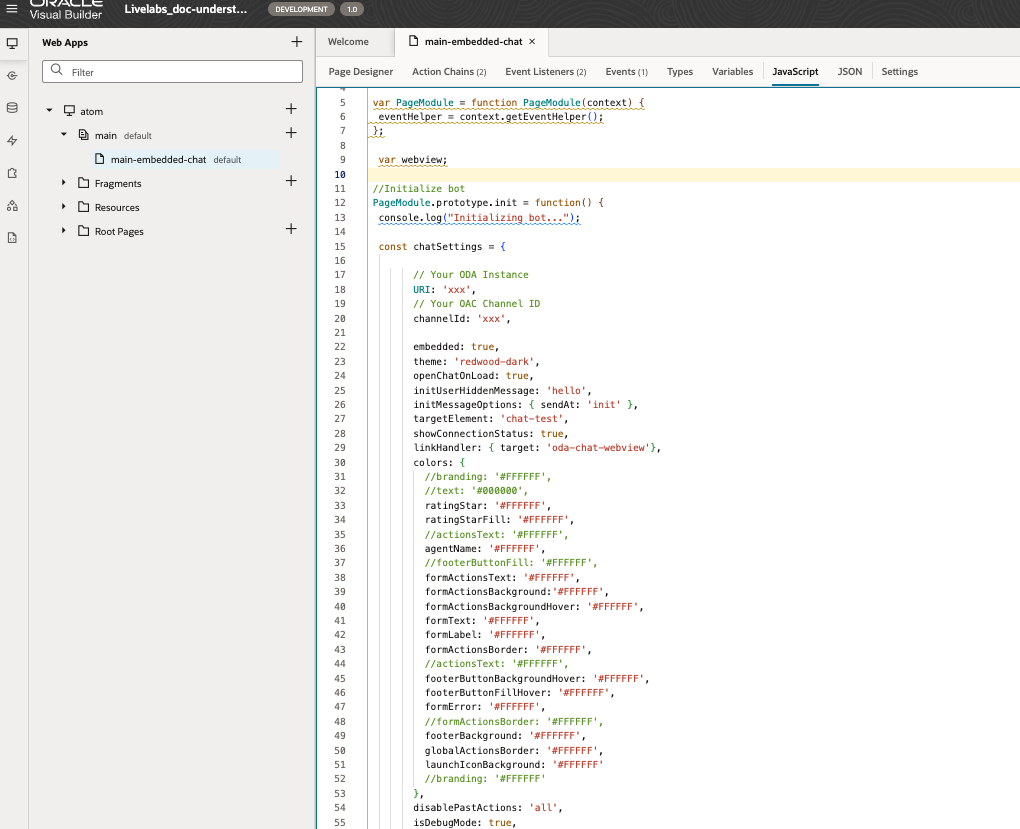 ORACLE
Visual Builder
Livelabs_doc-underst...
DEVELOPMENT
1.0
Web Apps
Filter
atom
main default
main-embedded-chat default
Fragments
Resources
Root Pages
Welcome
main-embedded-chat
Page Designer
Action Chains (2)
Event Listeners (2)
Events (1)
Types
Variables
JavaScript
JSON
Settings
4
5 var PageModule = function PageModule(context) {
6 eventHelper = context.getEventHelper();
7 };
8
9 var webview;
10
11 //Initialize bot
12 PageModule.prototype.init = function() {
13 console.log("Initializing bot...");
14
15 const chatSettings = {
16
17 // Your ODA Instance
18 URI: 'xxx',
19 // Your OAC Channel ID
20 channelId: 'xxx',
21
22 embedded: true,
23 theme: 'redwood-dark',
24 openChatOnLoad: true,
25 initUserHiddenMessage: 'hello',
26 initMessageOptions: { sendAt: 'init' },
27 targetElement: 'chat-test',
28 showConnectionStatus: true,
29 linkHandler: { target: 'oda-chat-webview'},
30 colors: {
31 //branding: '#FFFFFF',
32 //text: '#000000',
33 ratingStar: '#FFFFFF',
34 ratingStarFill: '#FFFFFF',
35 //actionsText: '#FFFFFF',
36 agentName: '#FFFFFF',
37 //footerButtonFill: '#FFFFFF',
38 formActionsText: '#FFFFFF',
39 formActionsBackground:'#FFFFFF',
40 formActionsBackgroundHover: '#FFFFFF',
41 formText: '#FFFFFF',
42 formLabel: '#FFFFFF',
43 formActionsBorder: '#FFFFFF',
44 //actionsText: '#FFFFFF',
45 footerButtonBackgroundHover: '#FFFFFF',
46 footerButtonFillHover: '#FFFFFF',
47 formError: '#FFFFFF',
48 //formActionsBorder: '#FFFFFF',
49 footerBackground: '#FFFFFF',
50 globalActionsBorder: '#FFFFFF',
51 launchIconBackground: '#FFFFFF'
52 //branding: '#FFFFFF'
53 },
54 disablePastActions: 'all',
55 isDebugMode: true,